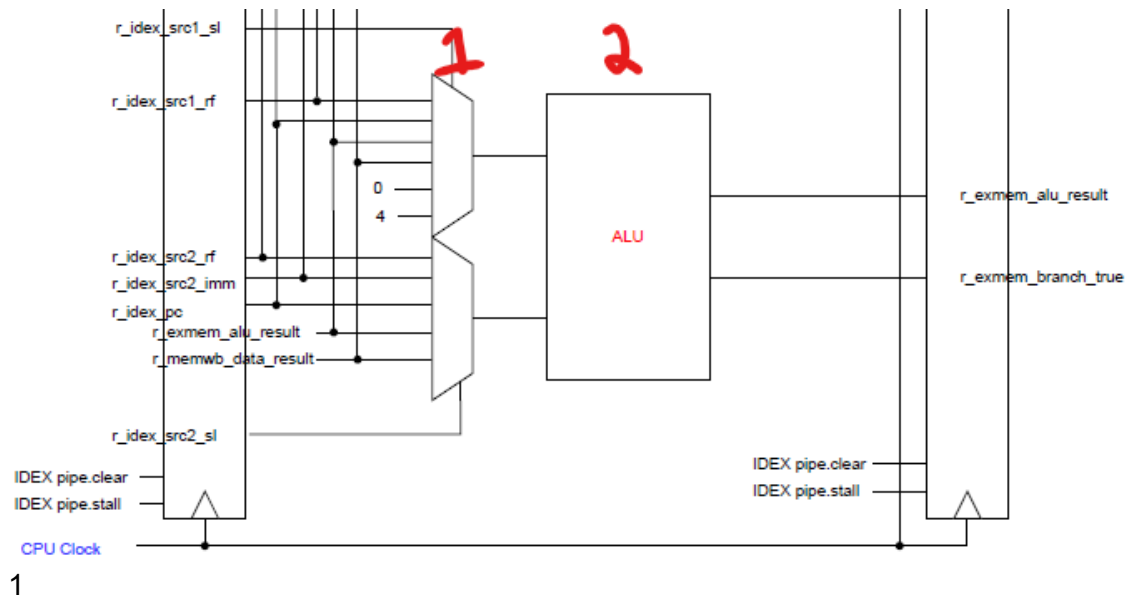 r_idex_src1_sl
1 2
r_idex_src1_rf
0
4
r_exmem_alu_result
ALU
r_idex_src2_rf
r_idex_src2_imm
r_exmem_branch_true
r_idex_pc
r_exmem_alu_result
r_memwb_data_result
r_idex_src2_sl
IDEX pipe.clear
IDEX pipe.clear
IDEX pipe.stall
IDEX pipe.stall
CPU Clock
1